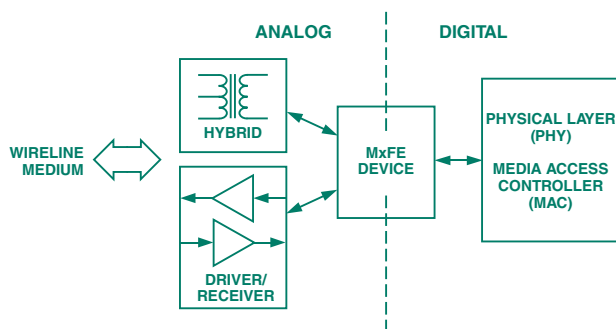 ANALOG
DIGITAL
HYBRID
WIRELINE
MEDIUM
DRIVER/
RECEIVER
MxFE
DEVICE
PHYSICAL LAYER
(PHY)
MEDIA ACCESS
CONTROLLER
(MAC)